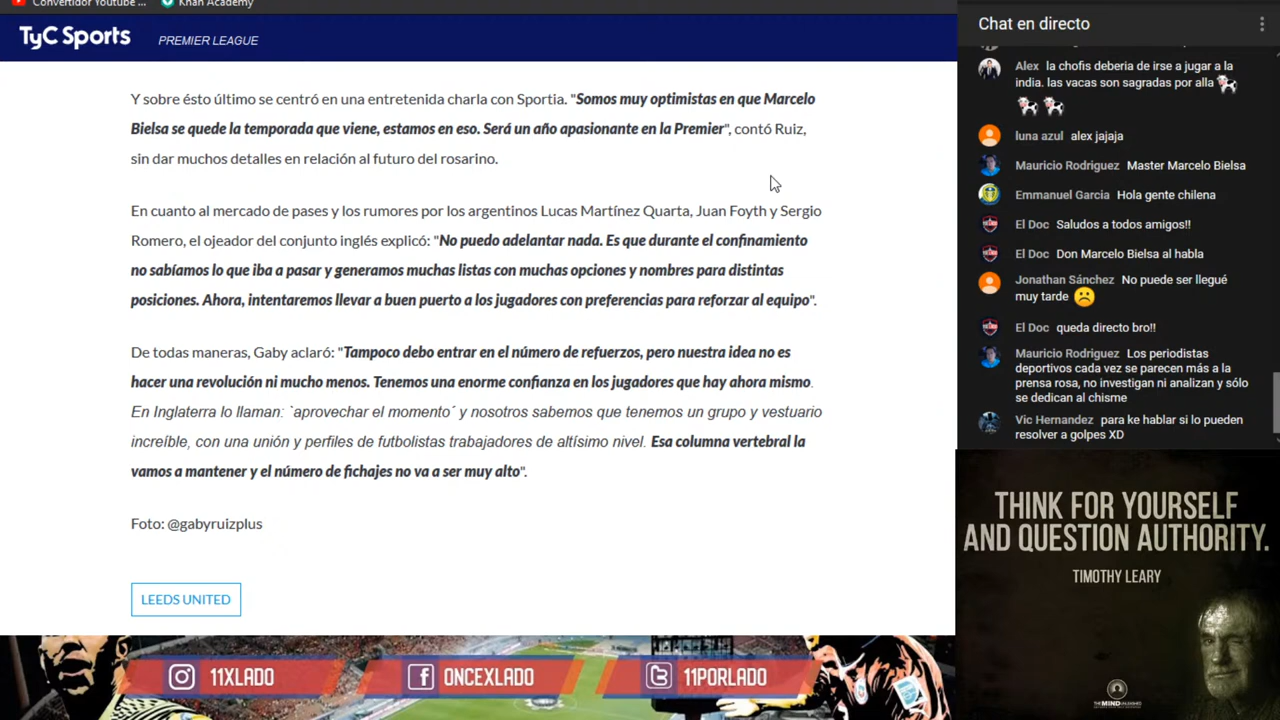 Convertidor Youtube ...
Khan Academy
TyC Sports
PREMIER LEAGUE
Y sobre ésto último se centró en una entretenida charla con Sportia. "Somos muy optimistas en que Marcelo
Bielsa se quede la temporada que viene, estamos en eso. Será un año apasionante en la Premier", contó Ruiz,
sin dar muchos detalles en relación al futuro del rosarino.
En cuanto al mercado de pases y los rumores por los argentinos Lucas Martínez Quarta, Juan Foyth y Sergio
Romero, el ojeador del conjunto inglés explicó: "No puedo adelantar nada. Es que durante el confinamiento
no sabíamos lo que iba a pasar y generamos muchas listas con muchas opciones y nombres para distintas
posiciones. Ahora, intentaremos llevar a buen puerto a los jugadores con preferencias para reforzar al equipo".
De todas maneras, Gaby aclaró: "Tampoco debo entrar en el número de refuerzos, pero nuestra idea no es
hacer una revolución ni mucho menos. Tenemos una enorme confianza en los jugadores que hay ahora mismo.
En Inglaterra lo llaman: `aprovechar el momento´ y nosotros sabemos que tenemos un grupo y vestuario
increíble, con una unión y perfiles de futbolistas trabajadores de altísimo nivel. Esa columna vertebral la
vamos a mantener y el número de fichajes no va a ser muy alto".
Foto: @gabyruizplus
LEEDS UNITED
11XLADO
ONCEXLADO
11PORLADO
Chat en directo
Alex la chofis deberia de irse a jugar a la
india. las vacas son sagradas por alla
luna azul alex jajaja
Mauricio Rodriguez Master Marcelo Bielsa
Emmanuel Garcia Hola gente chilena
El Doc Saludos a todos amigos!!
El Doc Don Marcelo Bielsa al habla
Jonathan Sánchez No puede ser llegué
muy tarde
El Doc queda directo bro!!
Mauricio Rodriguez Los periodistas
deportivos cada vez se parecen más a la
prensa rosa, no investigan ni analizan y sólo
se dedican al chisme
Vic Hernandez para ke hablar si lo pueden
resolver a golpes XD
THINK FOR YOURSELF
AND QUESTION AUTHORITY.
TIMOTHY LEARY
THEMINDUNLEASHED